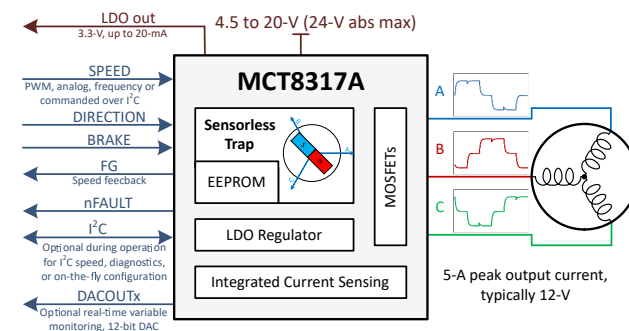 LDO out
3.3-V, up to 20-mA
4.5 to 20-V (24-V abs max)
SPEED
PWM, analog, frequency or
commanded over I²C
DIRECTION
BRAKE
FG
Speed feecback
nFAULT
I²C
Optional during operation
for I²C speed, diagnostics,
or on-the-fly configuration
DACOUTx
Optional real-time variable
monitoring, 12-bit DAC
MCT8317A
Sensorless
Trap
EEPROM
B
A
C
S
N
MOSFETs
LDO Regulator
Integrated Current Sensing
A
B
C
5-A peak output current,
typically 12-V